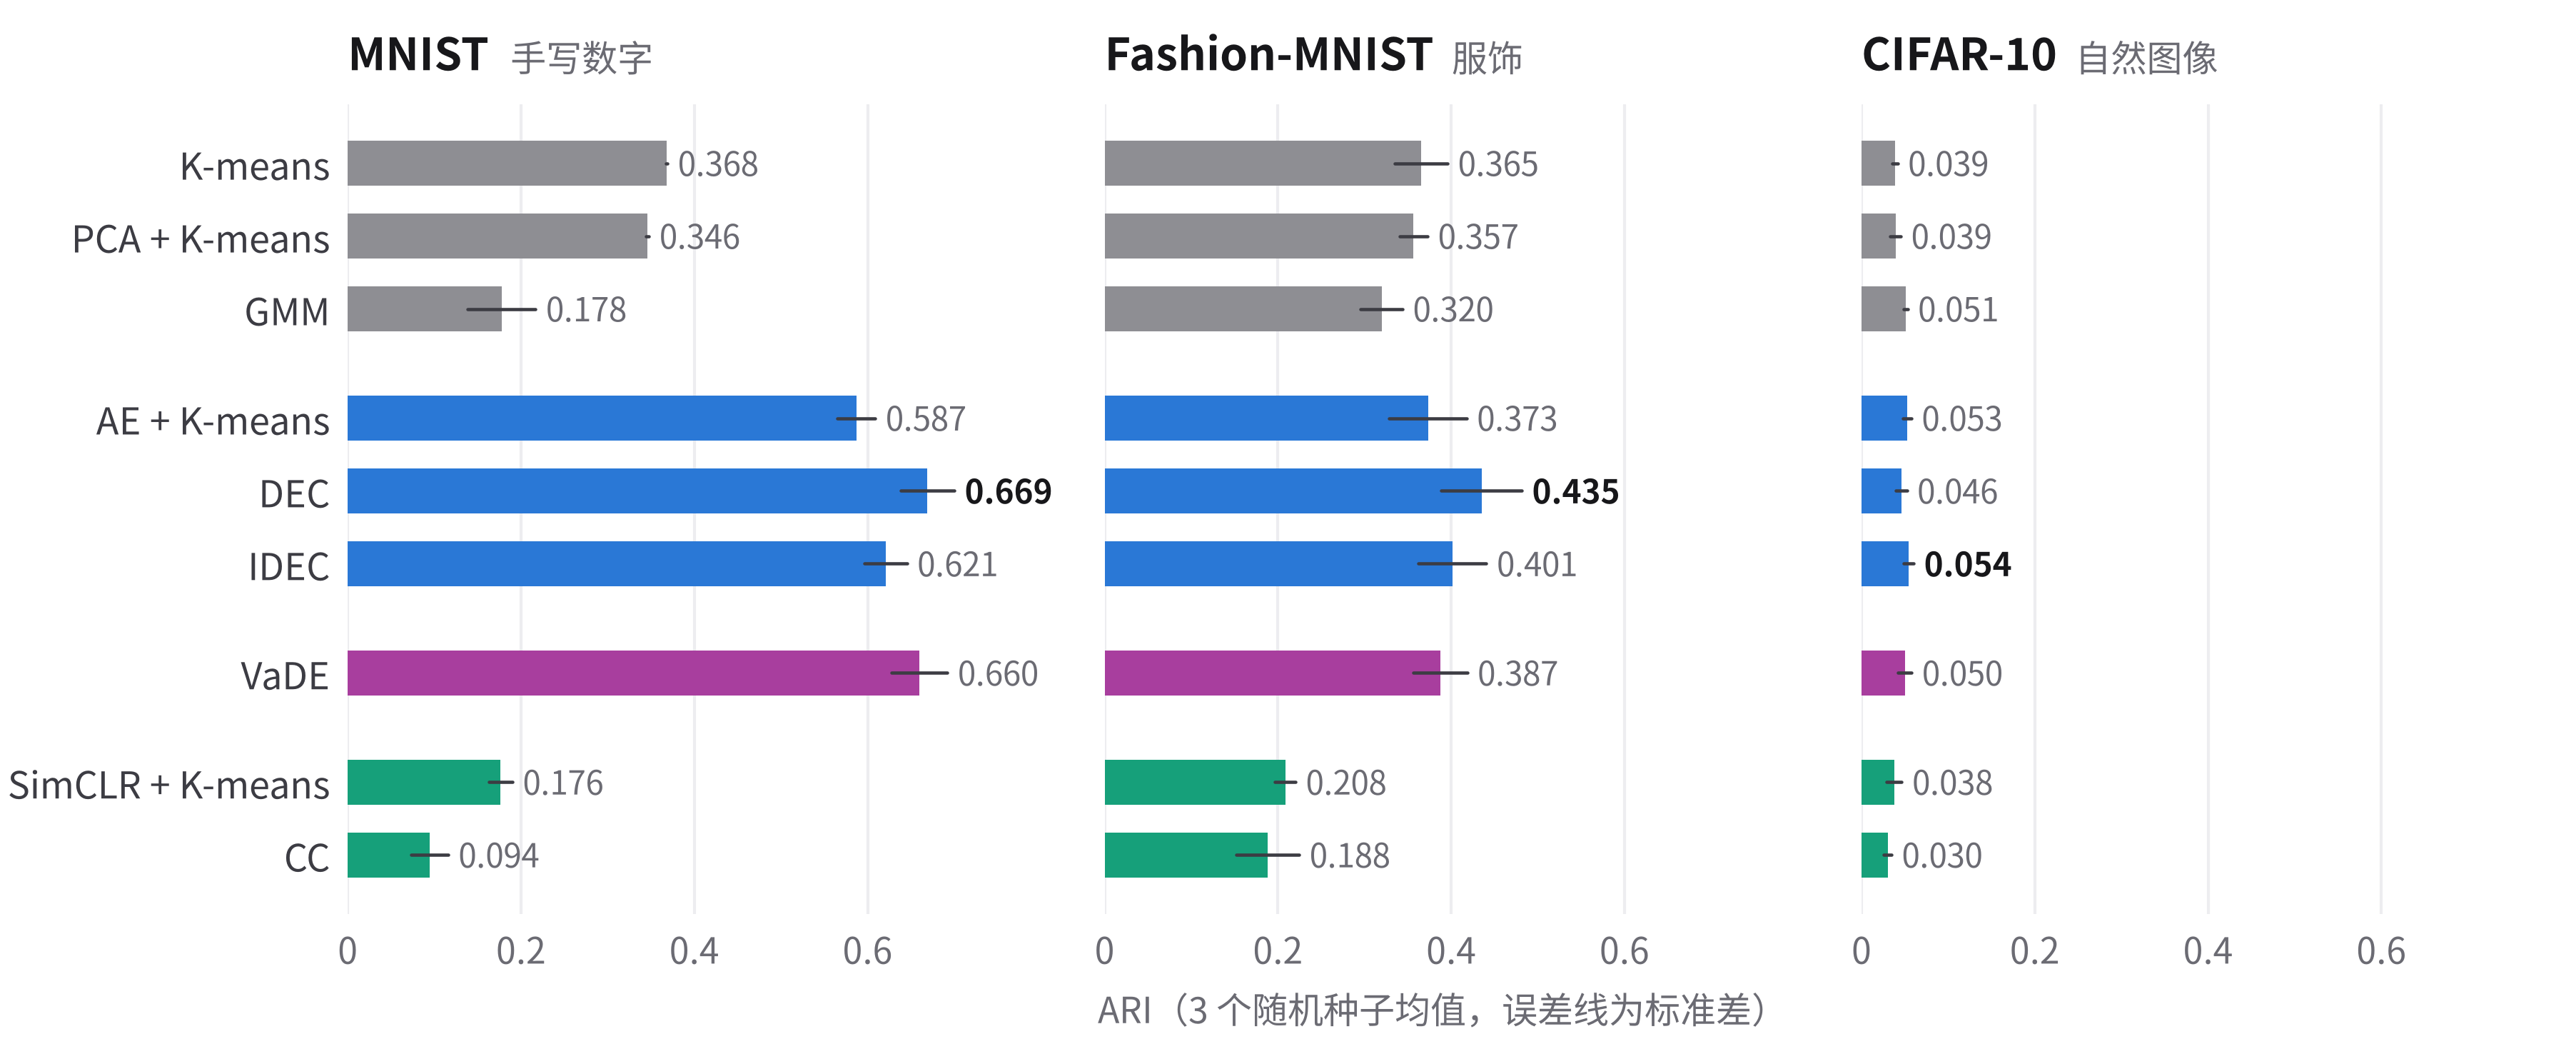 MNIST 手写数字 Fashion-MNIST 服饰 CIFAR-10 自然图像
K-means 0.368 0.365 0.039
PCA + K-means 0.346 0.357 0.039
GMM 0.178 0.320 0.051
AE + K-means 0.587 0.373 0.053
DEC 0.669 0.435 0.046
IDEC 0.621 0.401 0.054
VaDE 0.660 0.387 0.050
SimCLR + K-means 0.176 0.208 0.038
CC 0.094 0.188 0.030
0 0.2 0.4 0.6 0 0.2 0.4 0.6 0 0.2 0.4 0.6
ARI（3 个随机种子均值，误差线为标准差）